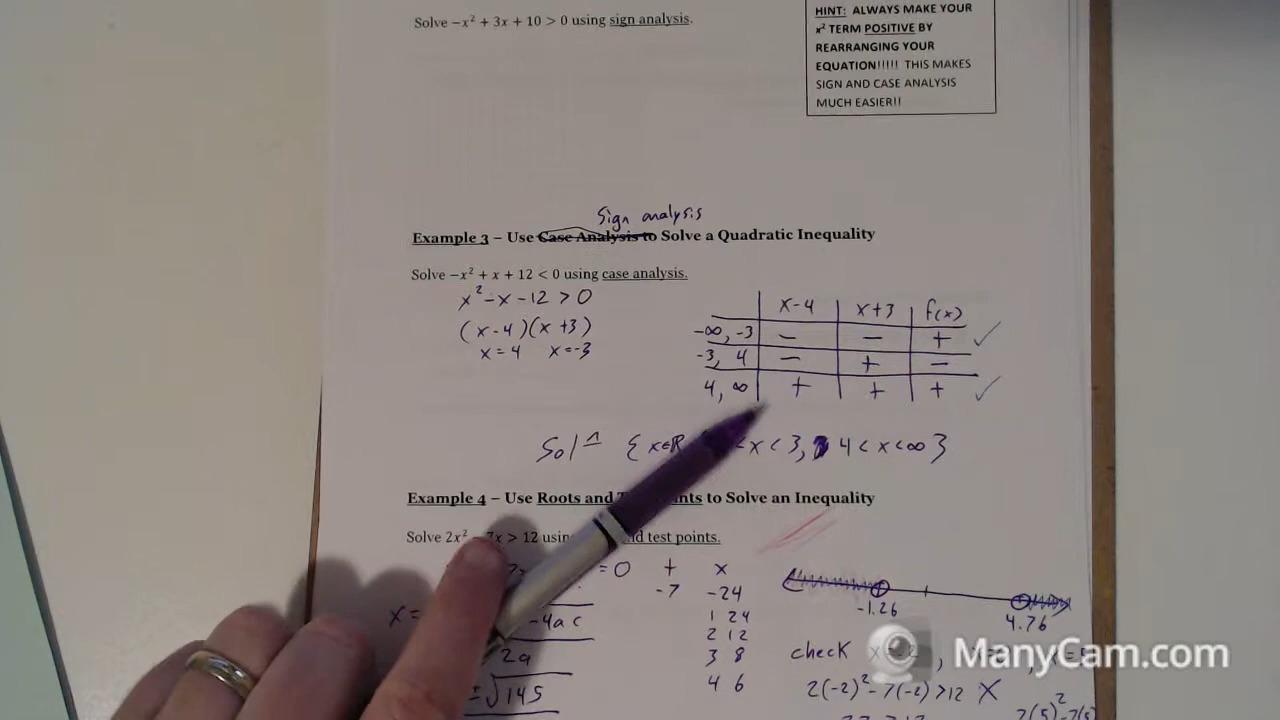 Solve −x² + 3x + 10 > 0 using sign analysis.
HINT: ALWAYS MAKE YOUR
x² TERM POSITIVE BY
REARRANGING YOUR
EQUATION!!!!! THIS MAKES
SIGN AND CASE ANALYSIS
MUCH EASIER!!
Sign analysis
Example 3 – Use Case Analysis to Solve a Quadratic Inequality
Solve −x² + x + 12 < 0 using case analysis.
x² - x - 12 > 0
(x-4)(x+3)
x=4 x=-3
x-4 x+3 f(x)
-∞, -3 − − + ✓
-3, 4 − + −
4, ∞ + + + ✓
Solⁿ {x∈R < x < 3, 4 < x < ∞}
Example 4 – Use Roots and to Solve an Inequality
Solve 2x² − 7x > 12 using and test points.
= 0 + x
-7 -24
1 24
2 12
3 8
4 6
x =
- 4ac
2a
√145
-1.26
4.76
check
2(-2)² - 7(-2) > 12 X
ManyCam.com